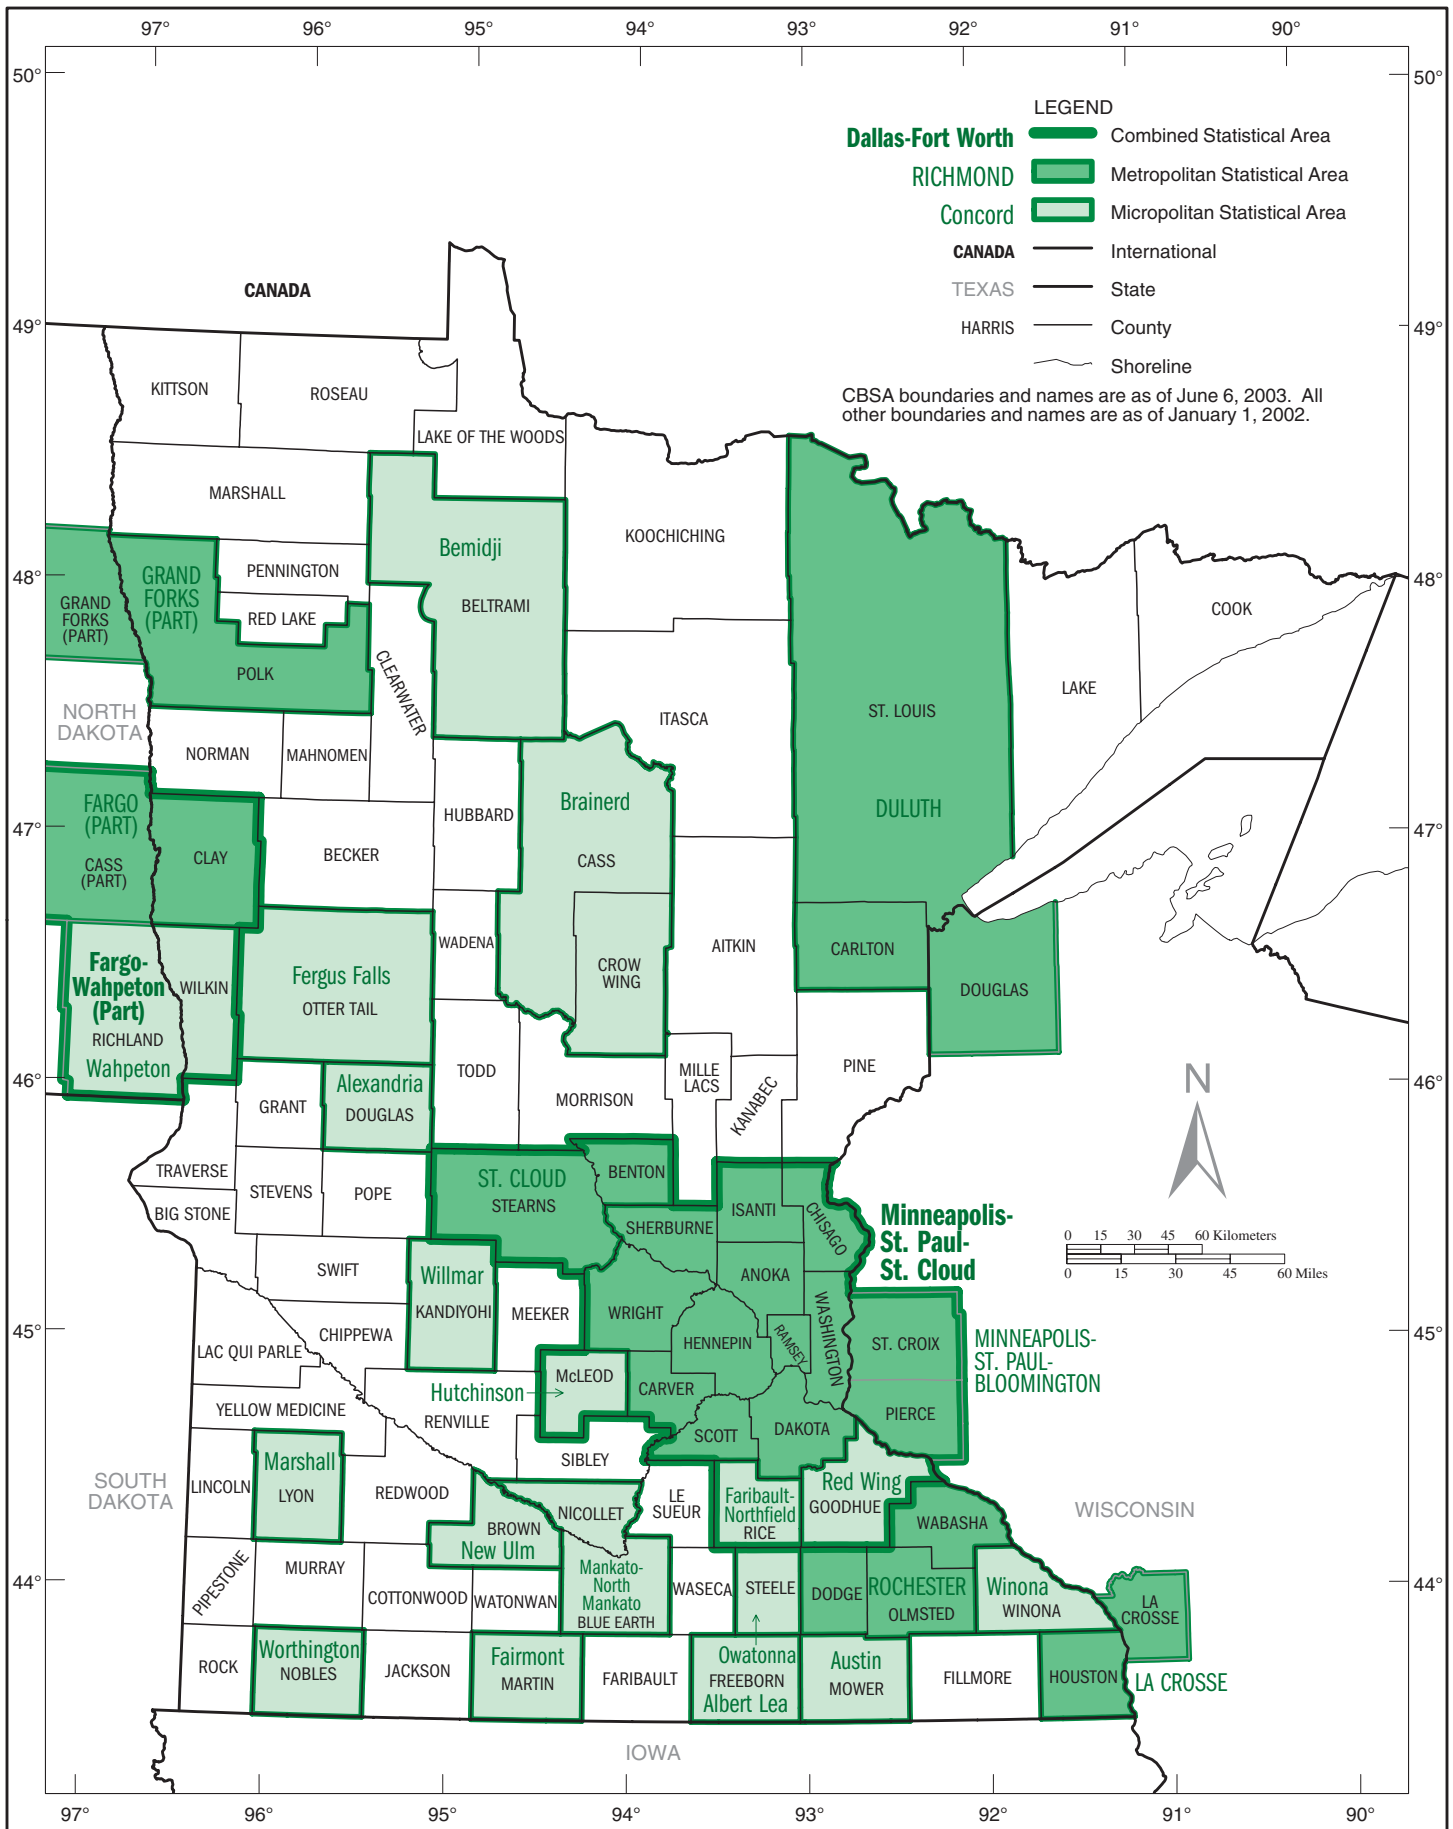 97° 96° 95° 94° 93° 92° 91° 90°
50° 50°
LEGEND
Dallas-Fort Worth Combined Statistical Area
RICHMOND Metropolitan Statistical Area
Concord Micropolitan Statistical Area
CANADA International
TEXAS State
HARRIS County
Shoreline
CBSA boundaries and names are as of June 6, 2003. All
other boundaries and names are as of January 1, 2002.
CANADA
49° 49°
KITTSON
ROSEAU
LAKE OF THE WOODS
MARSHALL
KOOCHICHING
Bemidji
BELTRAMI
48° 48°
PENNINGTON
GRAND
FORKS
(PART)
GRAND
FORKS
(PART)
RED LAKE
POLK
CLEARWATER
COOK
LAKE
ST. LOUIS
DULUTH
ITASCA
NORTH
DAKOTA
NORMAN
MAHNOMEN
HUBBARD
Brainerd
CASS
47° 47°
FARGO
(PART)
CASS
(PART)
CLAY
BECKER
WADENA
CROW
WING
AITKIN
CARLTON
DOUGLAS
Fargo-
Wahpeton
(Part)
WILKIN
RICHLAND
Wahpeton
Fergus Falls
OTTER TAIL
46° 46°
TODD
MILLE
LACS
KANABEC
PINE
GRANT
Alexandria
DOUGLAS
MORRISON
N
TRAVERSE
STEVENS
POPE
BIG STONE
ST. CLOUD
STEARNS
BENTON
SHERBURNE
ISANTI
CHISAGO
Minneapolis-
St. Paul-
St. Cloud
0 15 30 45 60 Kilometers
0 15 30 45 60 Miles
SWIFT
Willmar
KANDIYOHI
MEEKER
WRIGHT
ANOKA
HENNEPIN
RAMSEY
WASHINGTON
45° 45°
ST. CROIX
MINNEAPOLIS-
ST. PAUL-
BLOOMINGTON
PIERCE
LAC QUI PARLE
CHIPPEWA
Hutchinson
McLEOD
CARVER
YELLOW MEDICINE
RENVILLE
SCOTT
DAKOTA
SIBLEY
SOUTH
DAKOTA
LINCOLN
Marshall
LYON
REDWOOD
NICOLLET
BROWN
New Ulm
LE
SUEUR
Faribault-
Northfield
RICE
Red Wing
GOODHUE
WABASHA
WISCONSIN
44° 44°
PIPESTONE
MURRAY
COTTONWOOD
WATONWAN
Mankato-
North
Mankato
BLUE EARTH
WASECA
STEELE
DODGE
ROCHESTER
OLMSTED
Winona
WINONA
LA
CROSSE
ROCK
Worthington
NOBLES
JACKSON
Fairmont
MARTIN
FARIBAULT
Owatonna
FREEBORN
Albert Lea
Austin
MOWER
FILLMORE
HOUSTON
LA CROSSE
IOWA
97° 96° 95° 94° 93° 92° 91° 90°